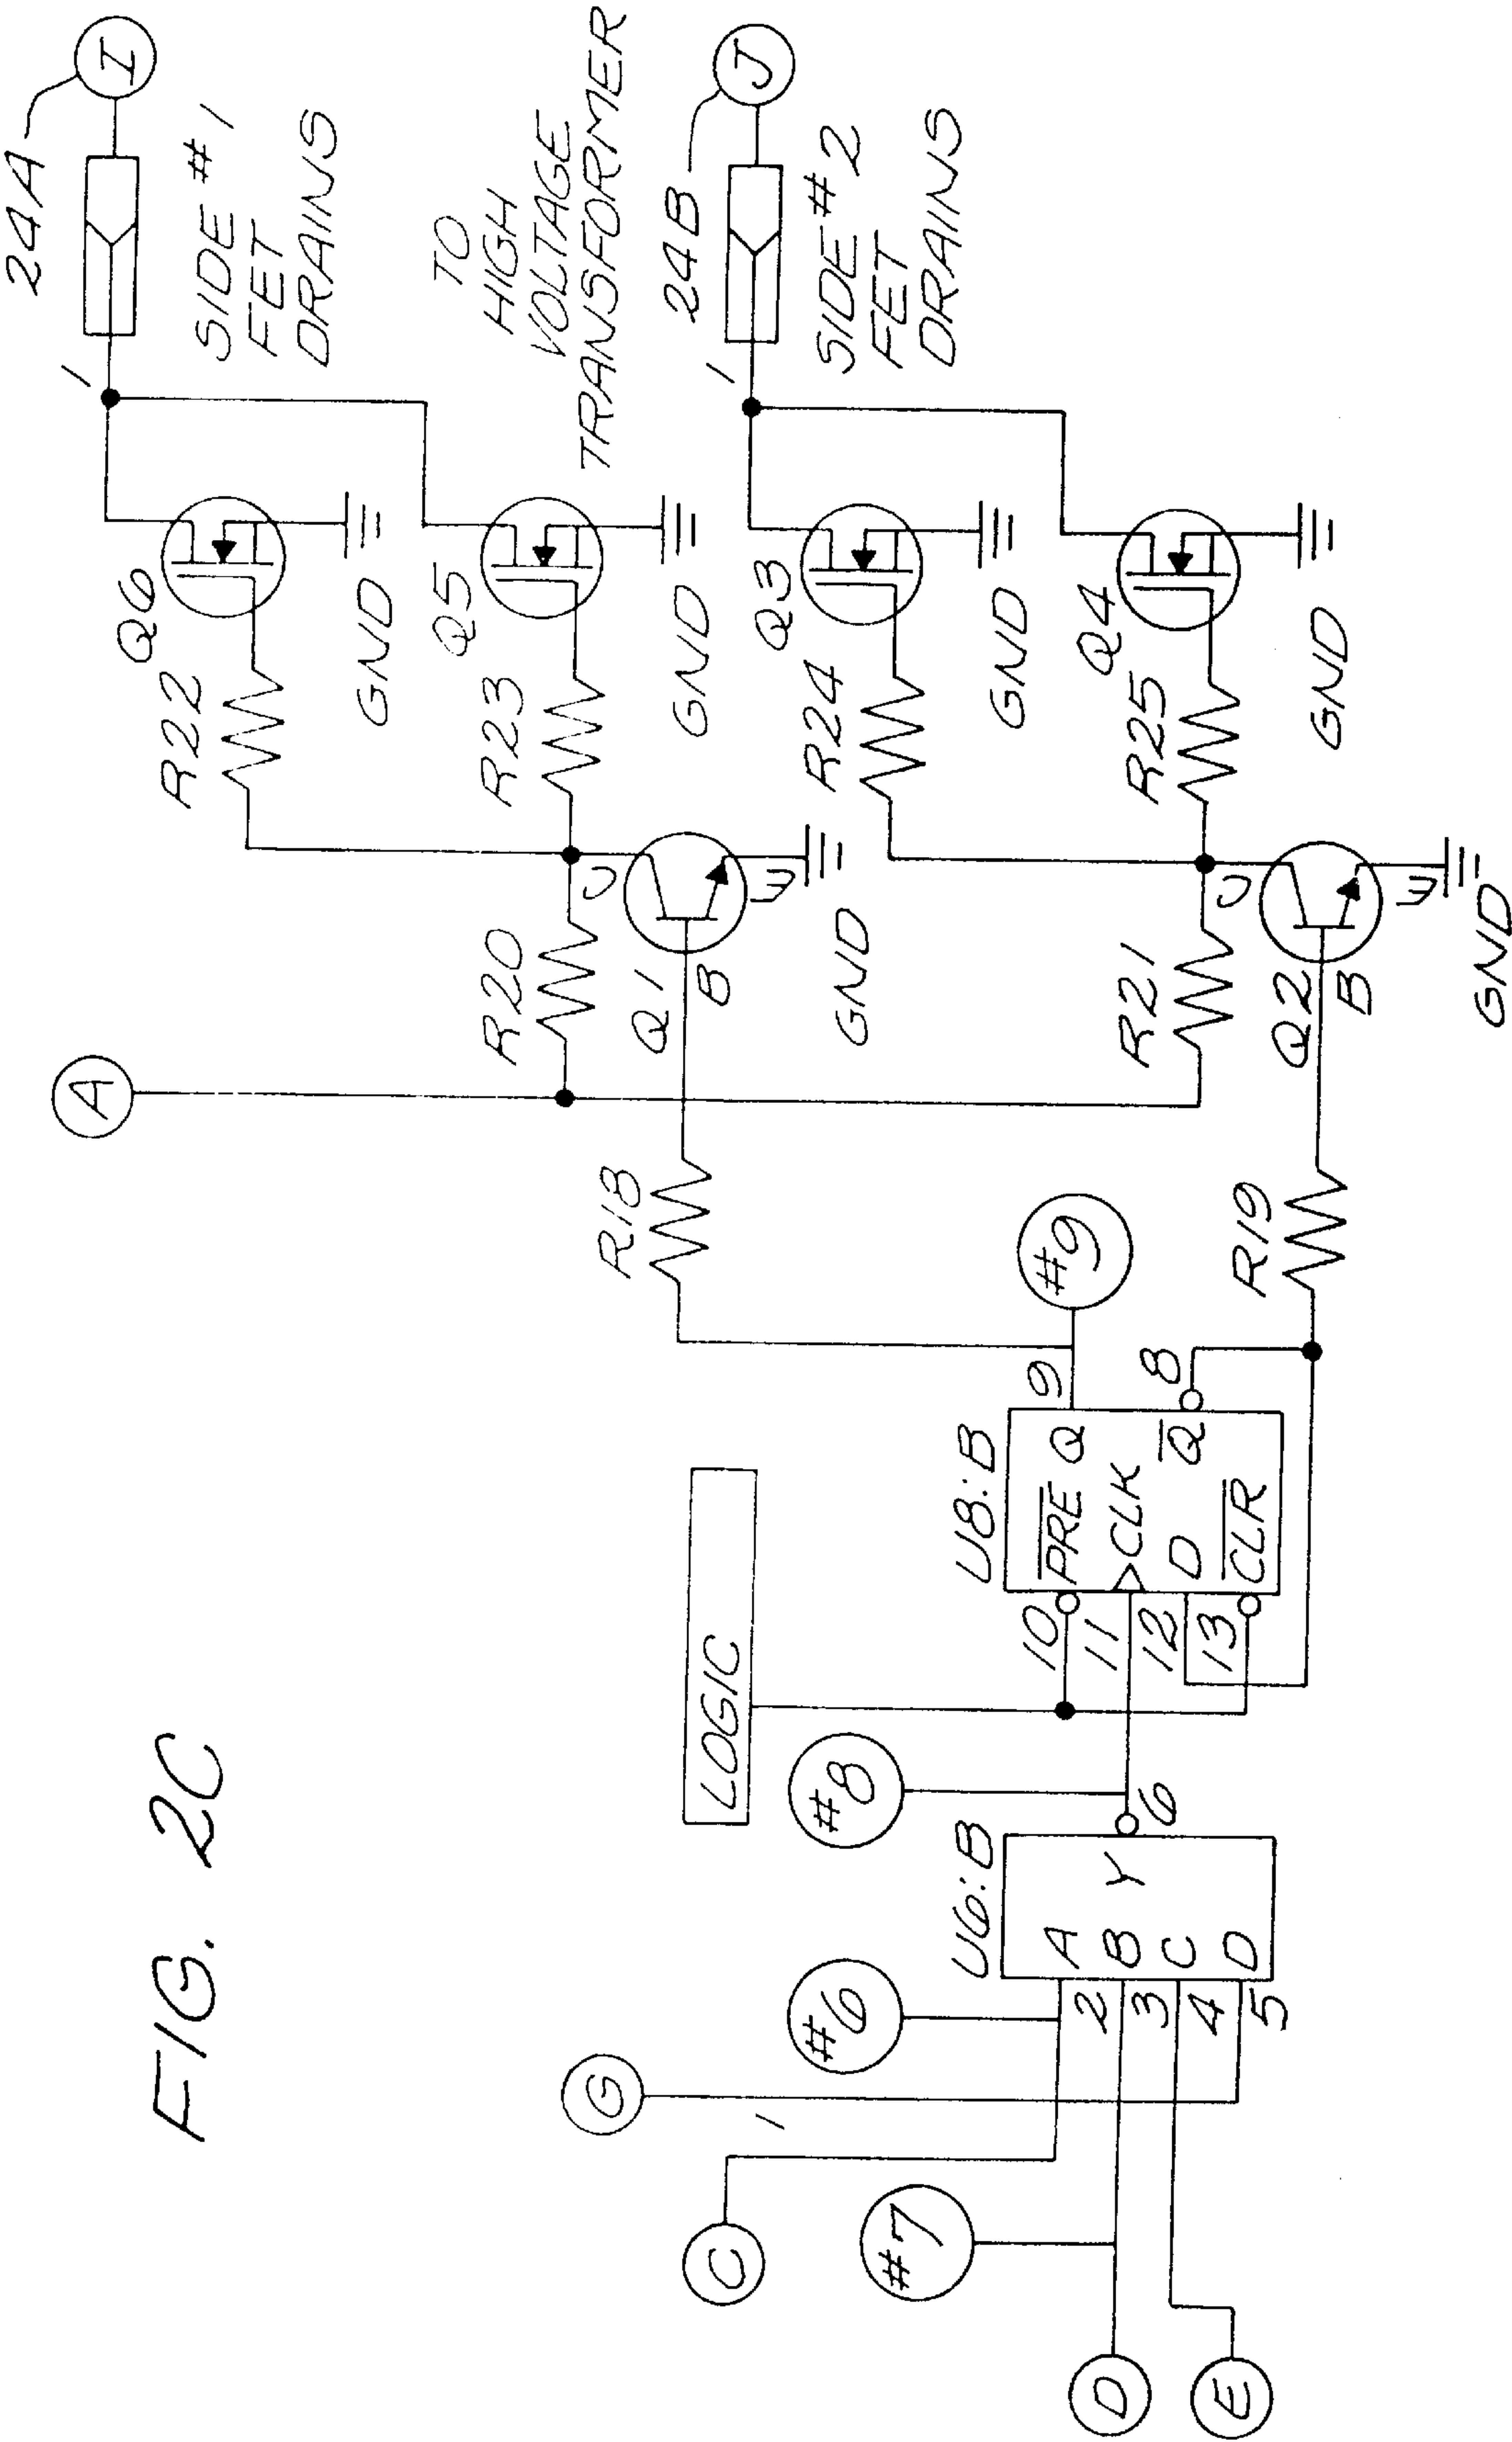 FIG. 2C
24A
I
1
SIDE #1
FET
DRAINS
Q6
R22
GND
A
TO
HIGH
VOLTAGE
TRANSFORMER
Q5
R23
R20
C
GND
Q1
B
E
GND
R18
24B
J
1
SIDE #2
FET
DRAINS
Q3
R24
GND
Q4
R25
R21
C
GND
Q2
B
E
GND
R19
LOGIC
#9
U8:B
10
PRE
Q
9
11
CLK
12
D
Q
8
13
CLR
#8
U6:B
G
#6
C
1
#7
A
2
B
Y
6
3
C
4
D
5
D
E